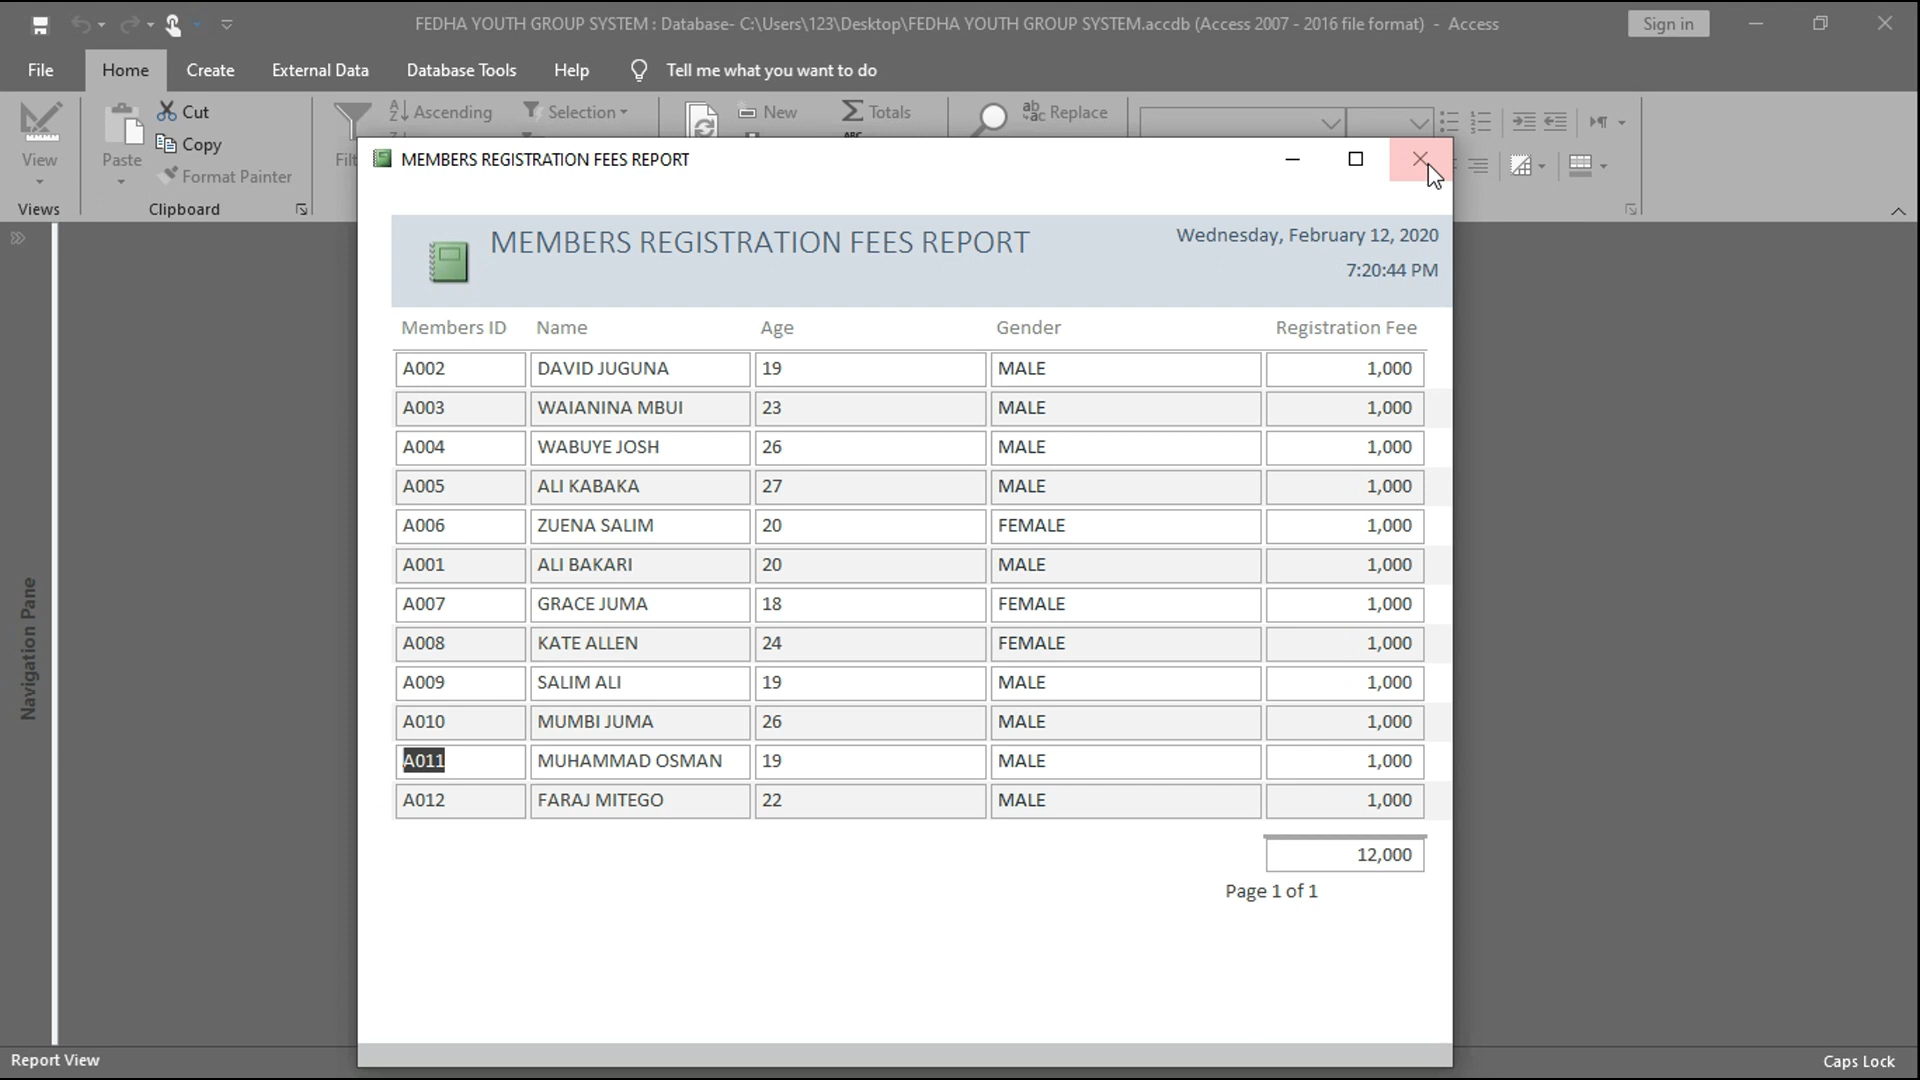 FEDHA YOUTH GROUP SYSTEM : Database- C:\Users\123\Desktop\FEDHA YOUTH GROUP SYSTEM.accdb (Access 2007 - 2016 file format) - Access
Sign in
File Home Create External Data Database Tools Help Tell me what you want to do
View
Views
Paste
Cut
Copy
Format Painter
Clipboard
Ascending
Selection
New
Totals
Replace
MEMBERS REGISTRATION FEES REPORT
MEMBERS REGISTRATION FEES REPORT
Wednesday, February 12, 2020
7:20:44 PM
Members ID Name Age Gender Registration Fee
A002 DAVID JUGUNA 19 MALE 1,000
A003 WAIANINA MBUI 23 MALE 1,000
A004 WABUYE JOSH 26 MALE 1,000
A005 ALI KABAKA 27 MALE 1,000
A006 ZUENA SALIM 20 FEMALE 1,000
A001 ALI BAKARI 20 MALE 1,000
A007 GRACE JUMA 18 FEMALE 1,000
A008 KATE ALLEN 24 FEMALE 1,000
A009 SALIM ALI 19 MALE 1,000
A010 MUMBI JUMA 26 MALE 1,000
A011 MUHAMMAD OSMAN 19 MALE 1,000
A012 FARAJ MITEGO 22 MALE 1,000
12,000
Page 1 of 1
Navigation Pane
Report View
Caps Lock